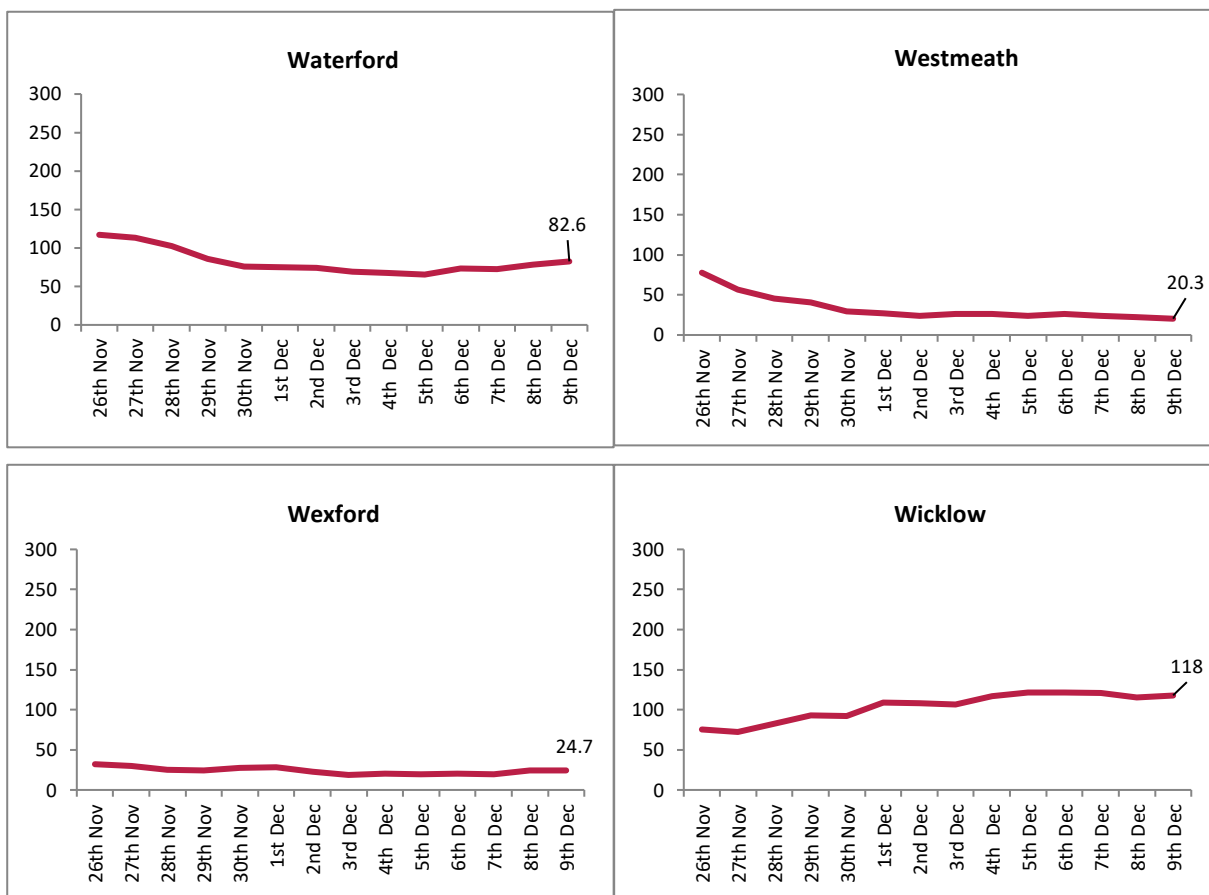 Waterford
300
250
200
150
100
50
0
82.6
26th Nov
27th Nov
28th Nov
29th Nov
30th Nov
1st Dec
2nd Dec
3rd Dec
4th Dec
5th Dec
6th Dec
7th Dec
8th Dec
9th Dec
Westmeath
300
250
200
150
100
50
0
20.3
26th Nov
27th Nov
28th Nov
29th Nov
30th Nov
1st Dec
2nd Dec
3rd Dec
4th Dec
5th Dec
6th Dec
7th Dec
8th Dec
9th Dec
Wexford
300
250
200
150
100
50
0
24.7
26th Nov
27th Nov
28th Nov
29th Nov
30th Nov
1st Dec
2nd Dec
3rd Dec
4th Dec
5th Dec
6th Dec
7th Dec
8th Dec
9th Dec
Wicklow
300
250
200
150
100
50
0
118
26th Nov
27th Nov
28th Nov
29th Nov
30th Nov
1st Dec
2nd Dec
3rd Dec
4th Dec
5th Dec
6th Dec
7th Dec
8th Dec
9th Dec